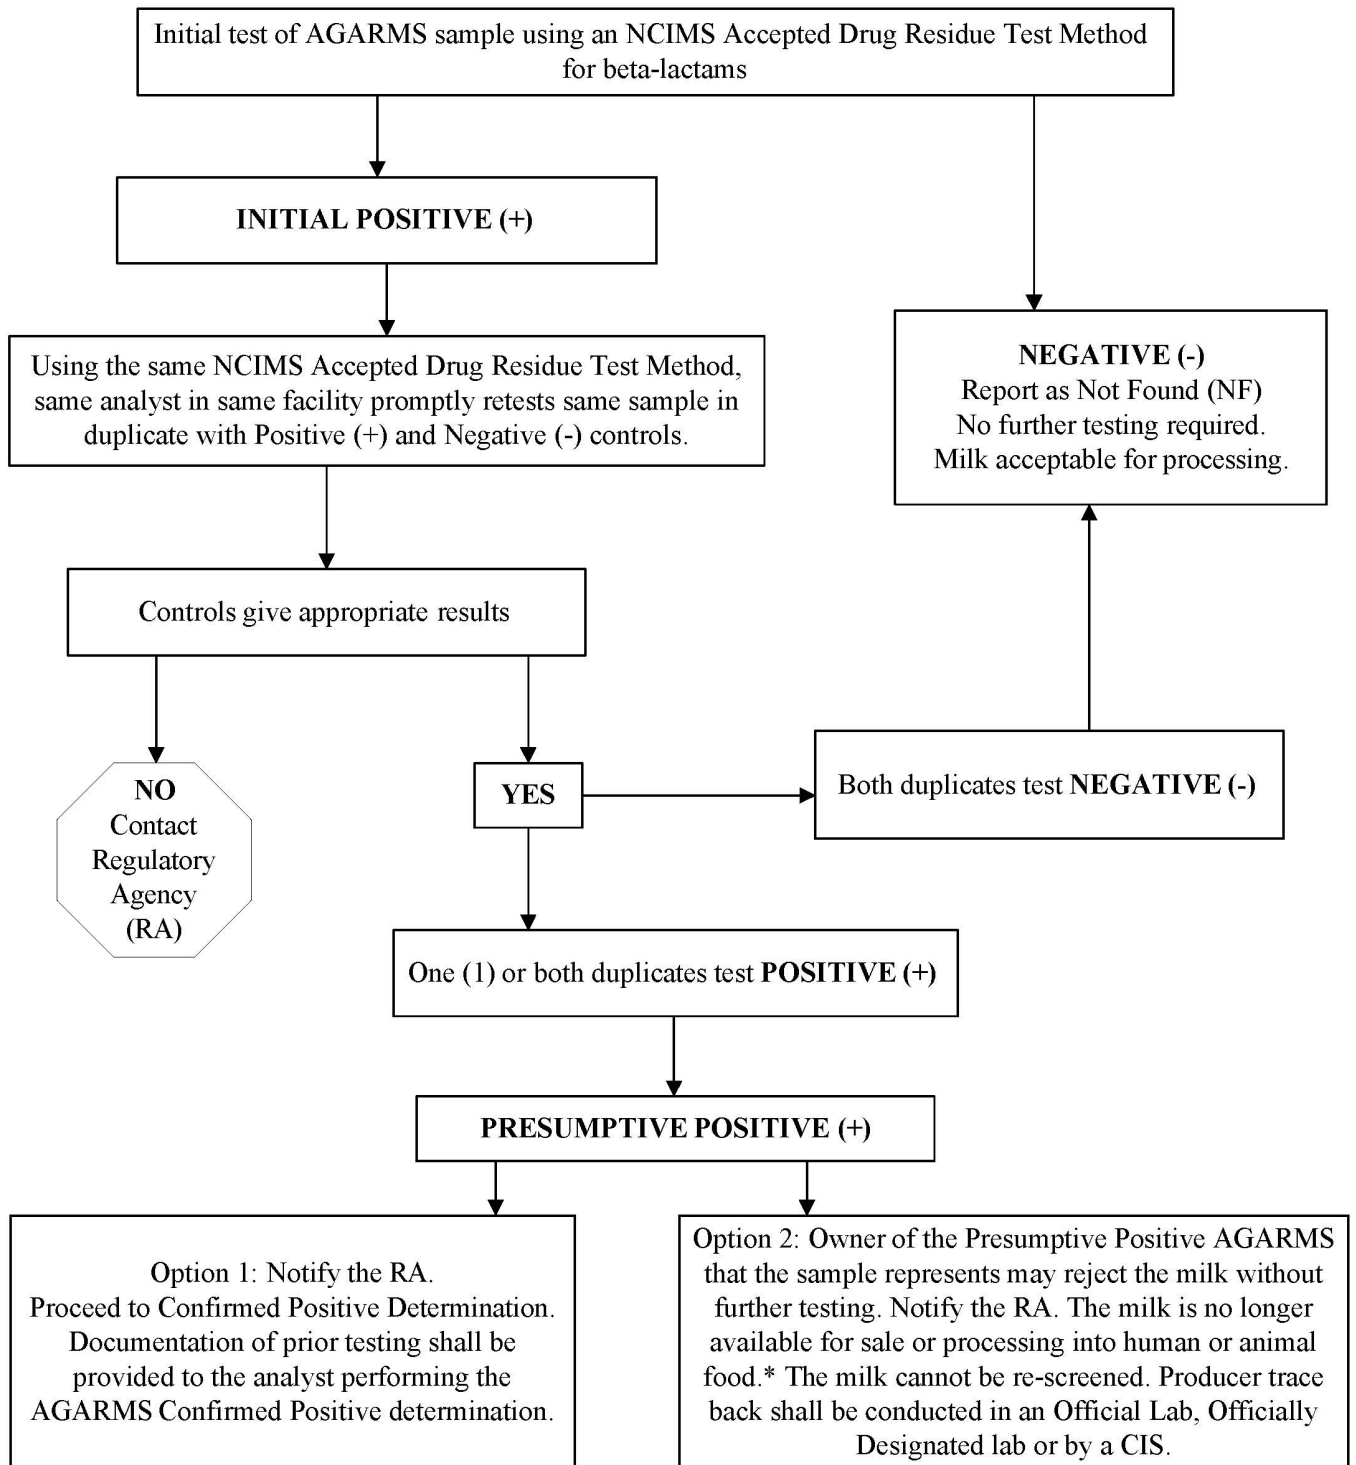 Initial test of AGARMS sample using an NCIMS Accepted Drug Residue Test Method
for beta-lactams
INITIAL POSITIVE (+)
Using the same NCIMS Accepted Drug Residue Test Method,
same analyst in same facility promptly retests same sample in
duplicate with Positive (+) and Negative (-) controls.
NEGATIVE (-)
Report as Not Found (NF)
No further testing required.
Milk acceptable for processing.
Controls give appropriate results
NO
Contact
Regulatory
Agency
(RA)
YES
Both duplicates test NEGATIVE (-)
One (1) or both duplicates test POSITIVE (+)
PRESUMPTIVE POSITIVE (+)
Option 1: Notify the RA.
Proceed to Confirmed Positive Determination.
Documentation of prior testing shall be
provided to the analyst performing the
AGARMS Confirmed Positive determination.
Option 2: Owner of the Presumptive Positive AGARMS
that the sample represents may reject the milk without
further testing. Notify the RA. The milk is no longer
available for sale or processing into human or animal
food.* The milk cannot be re-screened. Producer trace
back shall be conducted in an Official Lab, Officially
Designated lab or by a CIS.